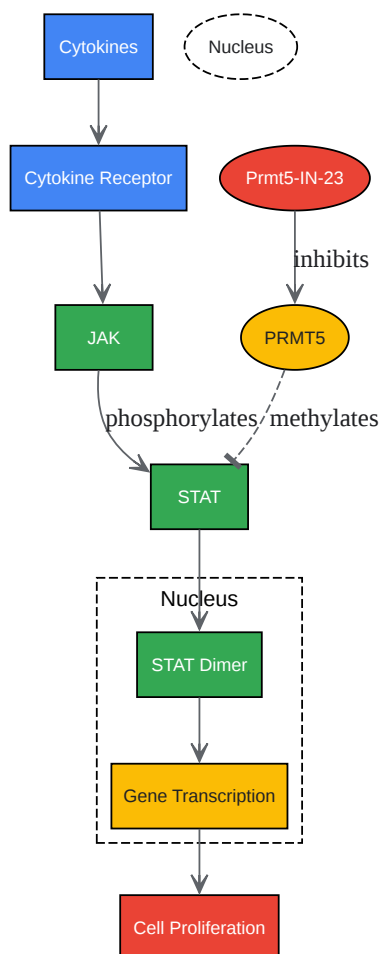 Cytokines
Nucleus
Cytokine Receptor
Prmt5-IN-23
inhibits
JAK
PRMT5
phosphorylates
methylates
STAT
Nucleus
STAT Dimer
Gene Transcription
Cell Proliferation